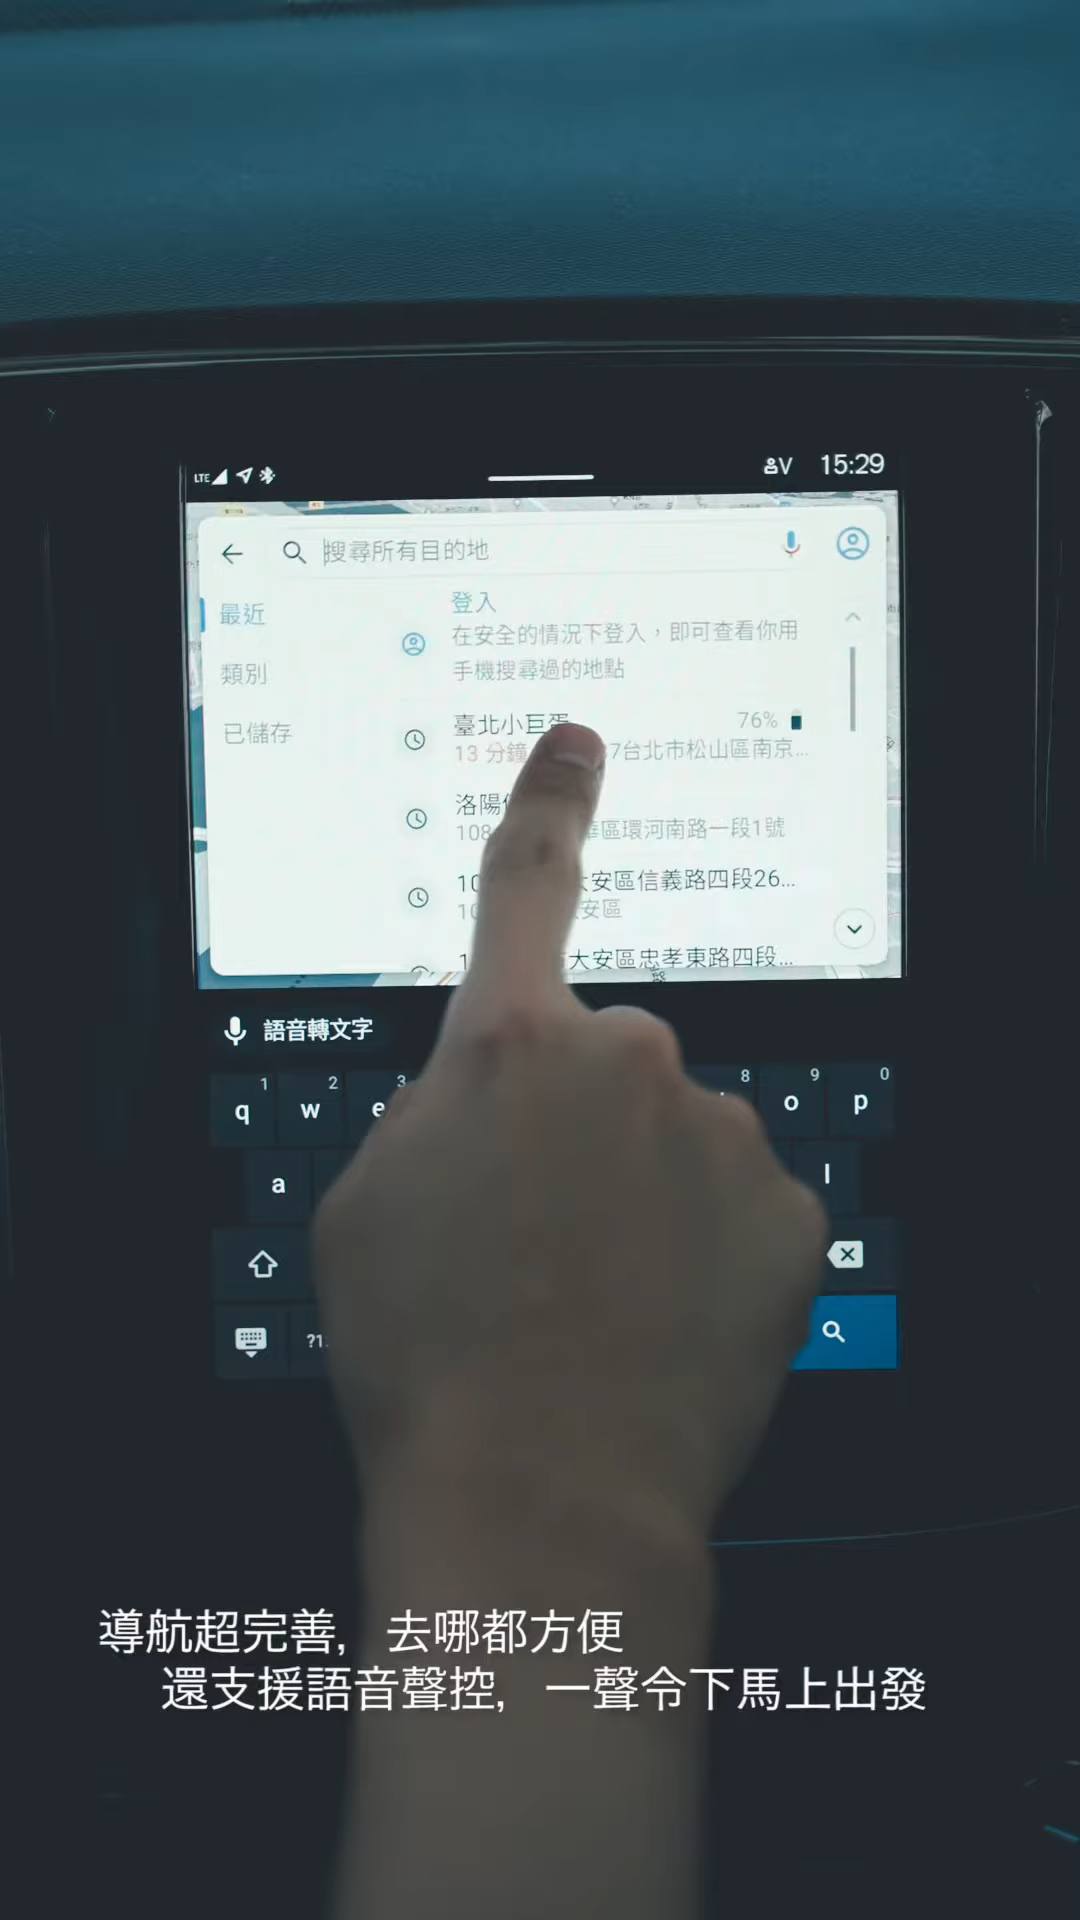 LTE V 15:29
搜尋所有目的地
最近
類別
已儲存
登入
在安全的情況下登入，即可查看你用
手機搜尋過的地點
臺北小巨蛋 76%
13 分鐘 台北市松山區南京...
洛陽
108 華區環河南路一段1號
10 大安區信義路四段26...
10 安區
1 大安區忠孝東路四段...
語音轉文字
1 2 3 8 9 0
q w e o p
a l
?1
導航超完善, 去哪都方便
還支援語音聲控, 一聲令下馬上出發